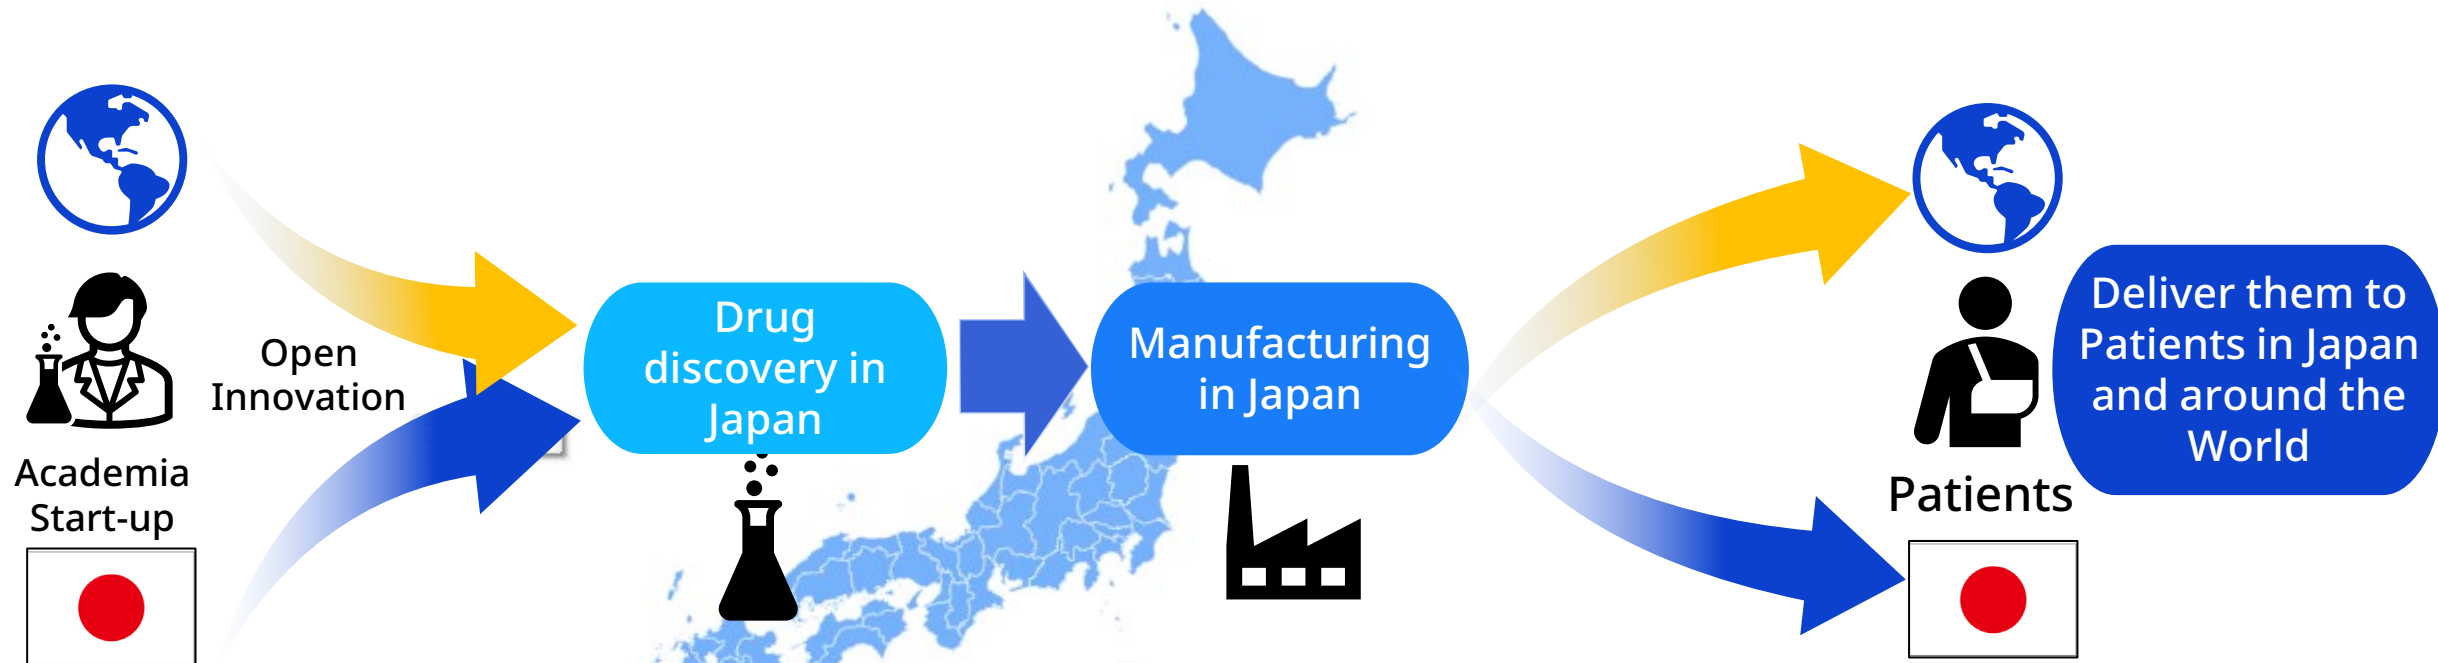 Academia
Start-up
Open
Innovation
Drug
discovery in
Japan
Manufacturing
in Japan
Patients
Deliver them to
Patients in Japan
and around the
World